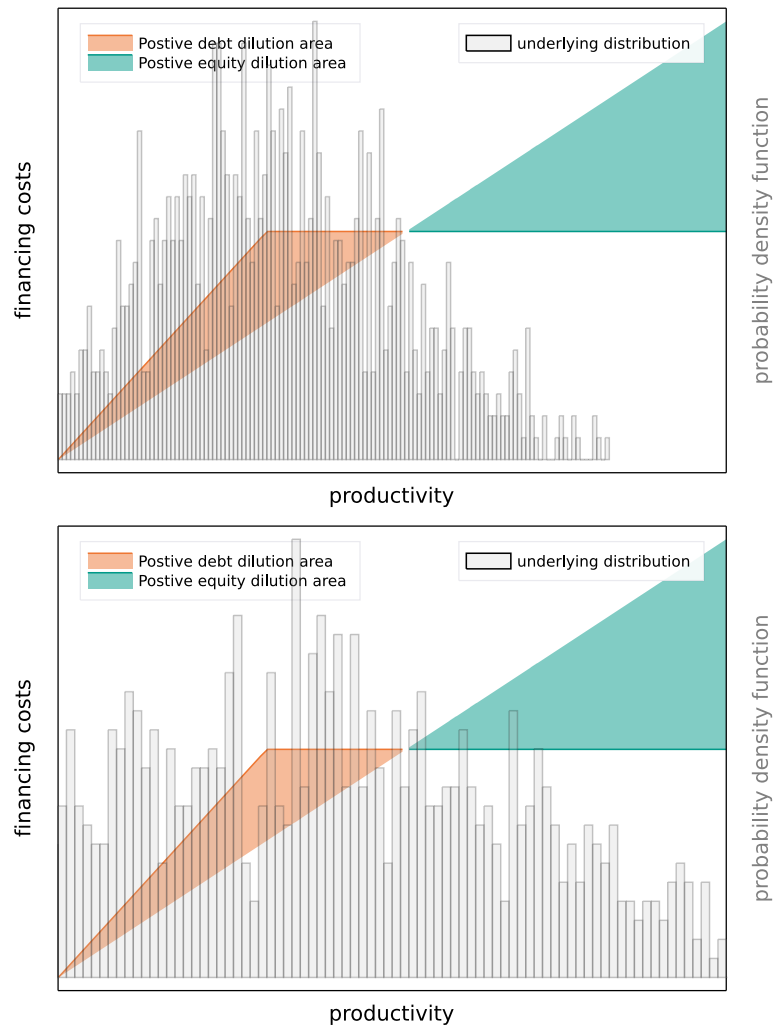 Postive debt dilution area
Postive equity dilution area
underlying distribution
financing costs
probability density function
productivity
Postive debt dilution area
Postive equity dilution area
underlying distribution
financing costs
probability density function
productivity